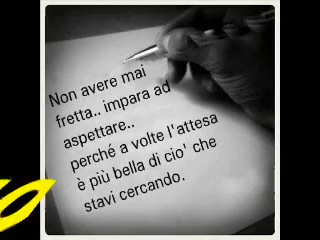 Non avere mai
fretta.. impara ad
aspettare..
perché a volte l'attesa
è più bella di cio' che
stavi cercando.